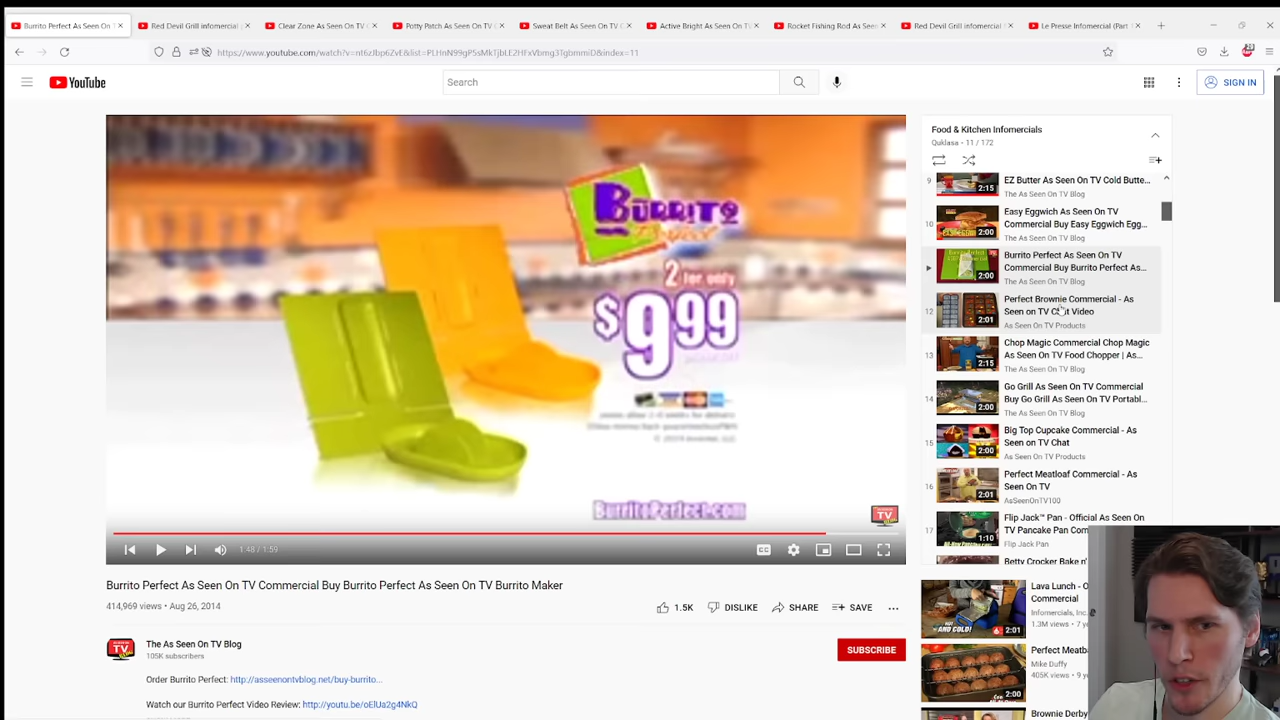 Burrito Perfect As Seen On TV
Red Devil Grill infomercial
Clear Zone As Seen On TV C
Potty Patch As Seen On TV C
Sweat Belt As Seen On TV C
Active Bright As Seen On TV
Rocket Fishing Rod As Seen
Red Devil Grill infomercial
Le Presse Infomercial (Part
YouTube
Search
SIGN IN
Burrito
2 for only
$9.99
BurritoPerfect.com
TV
1:48 / 1:59
CC
Burrito Perfect As Seen On TV Commercial Buy Burrito Perfect As Seen On TV Burrito Maker
414,969 views • Aug 26, 2014
1.5K
DISLIKE
SHARE
SAVE
The As Seen On TV Blog
105K subscribers
SUBSCRIBE
Order Burrito Perfect: http://asseenontvblog.net/buy-burrito...
Watch our Burrito Perfect Video Review: http://youtu.be/oElUa2g4NkQ
Food & Kitchen Infomercials
Quklasa - 11 / 172
9
2:15
EZ Butter As Seen On TV Cold Butte...
The As Seen On TV Blog
10
2:00
Easy Eggwich As Seen On TV
Commercial Buy Easy Eggwich Egg...
The As Seen On TV Blog
2:00
Burrito Perfect As Seen On TV
Commercial Buy Burrito Perfect As...
The As Seen On TV Blog
12
2:01
Perfect Brownie Commercial - As
Seen on TV Chat Video
As Seen On TV Products
13
2:15
Chop Magic Commercial Chop Magic
As Seen On TV Food Chopper | As...
The As Seen On TV Blog
14
2:00
Go Grill As Seen On TV Commercial
Buy Go Grill As Seen On TV Portabl...
The As Seen On TV Blog
15
2:00
Big Top Cupcake Commercial - As
Seen on TV Chat
As Seen On TV Products
16
2:01
Perfect Meatloaf Commercial - As
Seen On TV
AsSeenOnTV100
17
1:10
Flip Jack™ Pan - Official As Seen On
TV Pancake Pan Com
Flip Jack Pan
Betty Crocker Bake n'
HOT
AND COLD!
2:01
Lava Lunch - O
Commercial
Infomercials, Inc.
1.3M views • 7 y
2:00
Perfect Meatb
Mike Duffy
405K views • 9 y
Brownie Derby